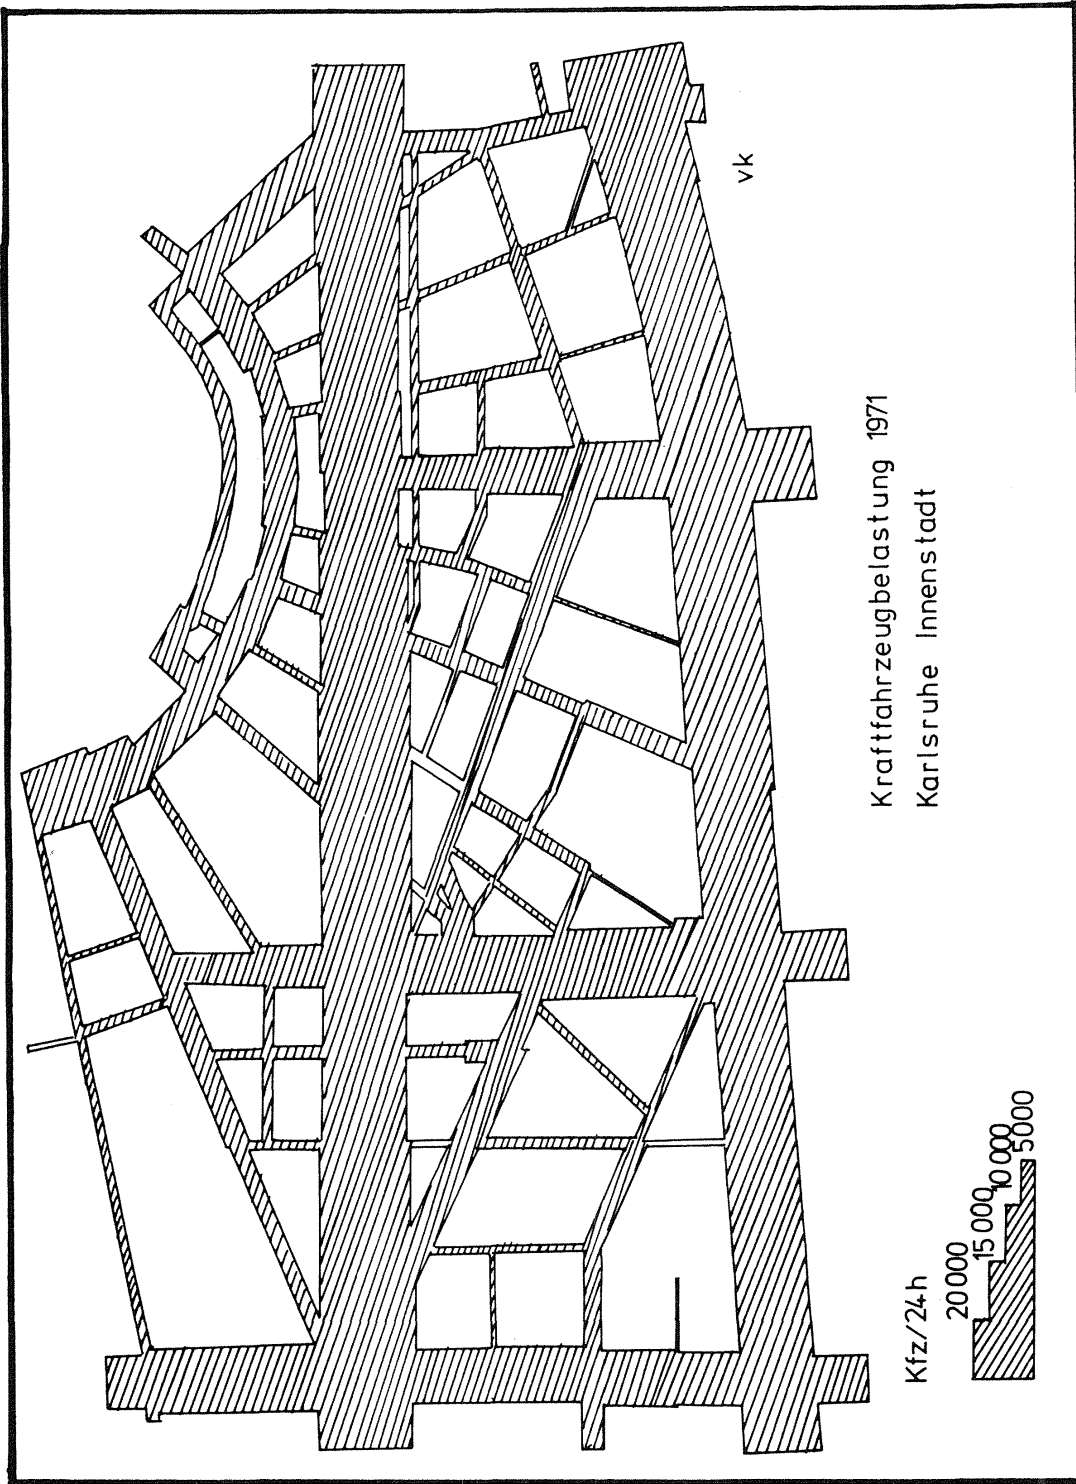 vk
Kraftfahrzeugbelastung 1971
Karlsruhe Innenstadt
Kfz/24h
20000
15000
10000
5000